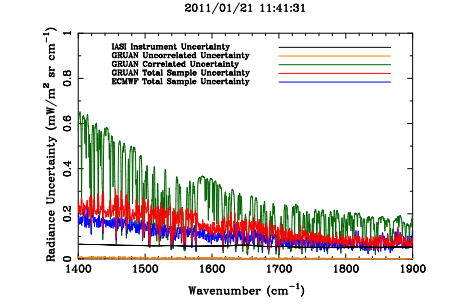 2011/01/21 11:41:31
IASI Instrument Uncertainty
GRUAN Uncorrelated Uncertainty
GRUAN Correlated Uncertainty
GRUAN Total Sample Uncertainty
ECMWF Total Sample Uncertainty
Radiance Uncertainty (mW/m² sr cm⁻¹)
1
0.8
0.6
0.4
0.2
0
1400 1500 1600 1700 1800 1900
Wavenumber (cm⁻¹)